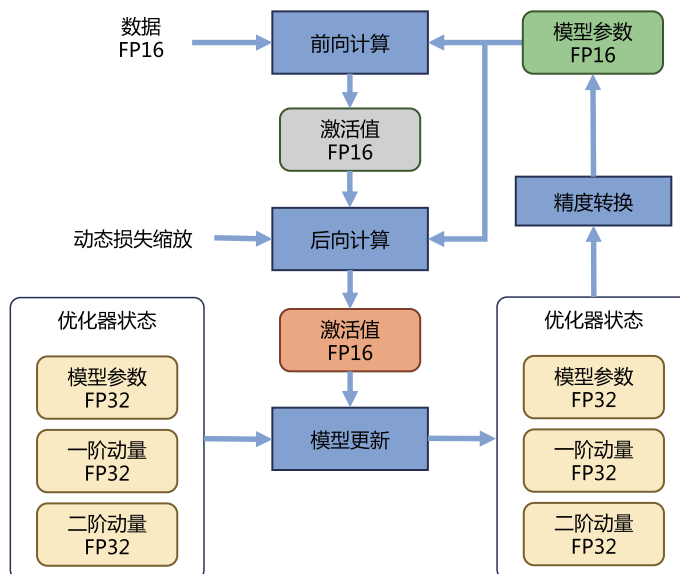 数据
FP16
前向计算
模型参数
FP16
激活值
FP16
精度转换
动态损失缩放
后向计算
优化器状态
激活值
FP16
优化器状态
模型参数
FP32
模型参数
FP32
模型更新
一阶动量
FP32
一阶动量
FP32
二阶动量
FP32
二阶动量
FP32